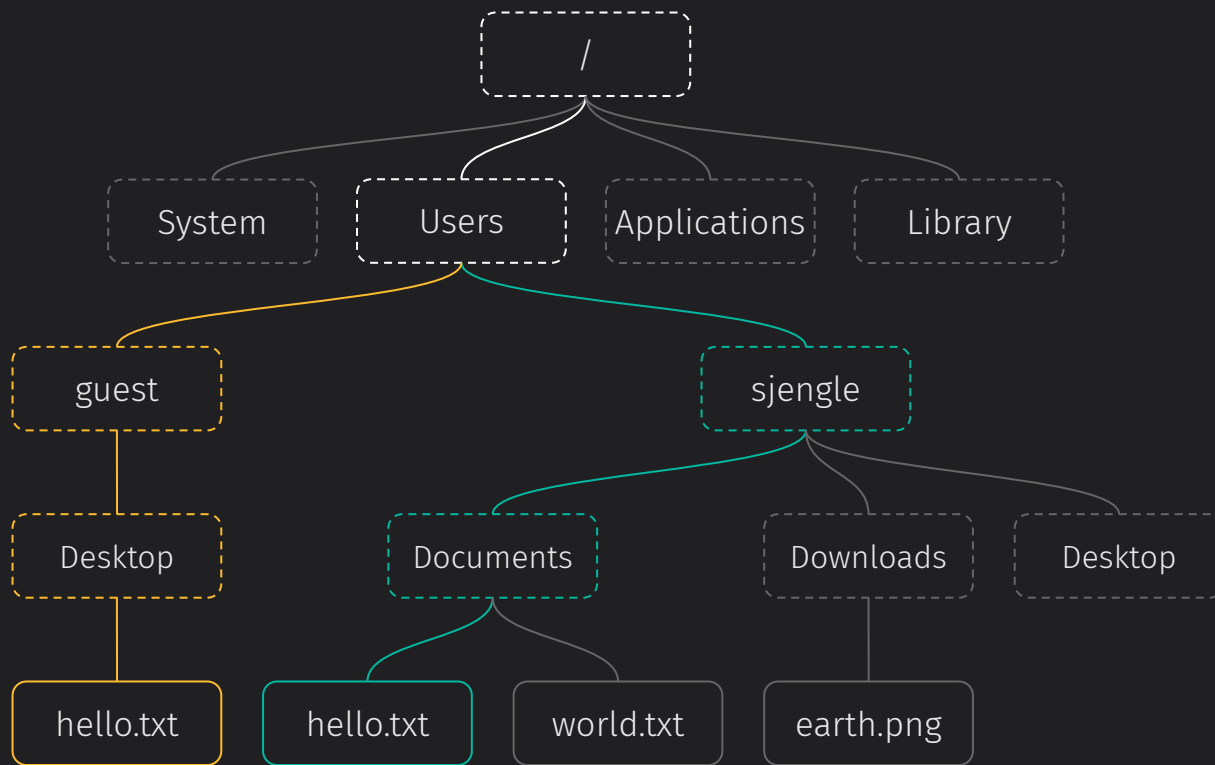 /
System
Users
Applications
Library
guest
sjengle
Desktop
Documents
Downloads
Desktop
hello.txt
hello.txt
world.txt
earth.png